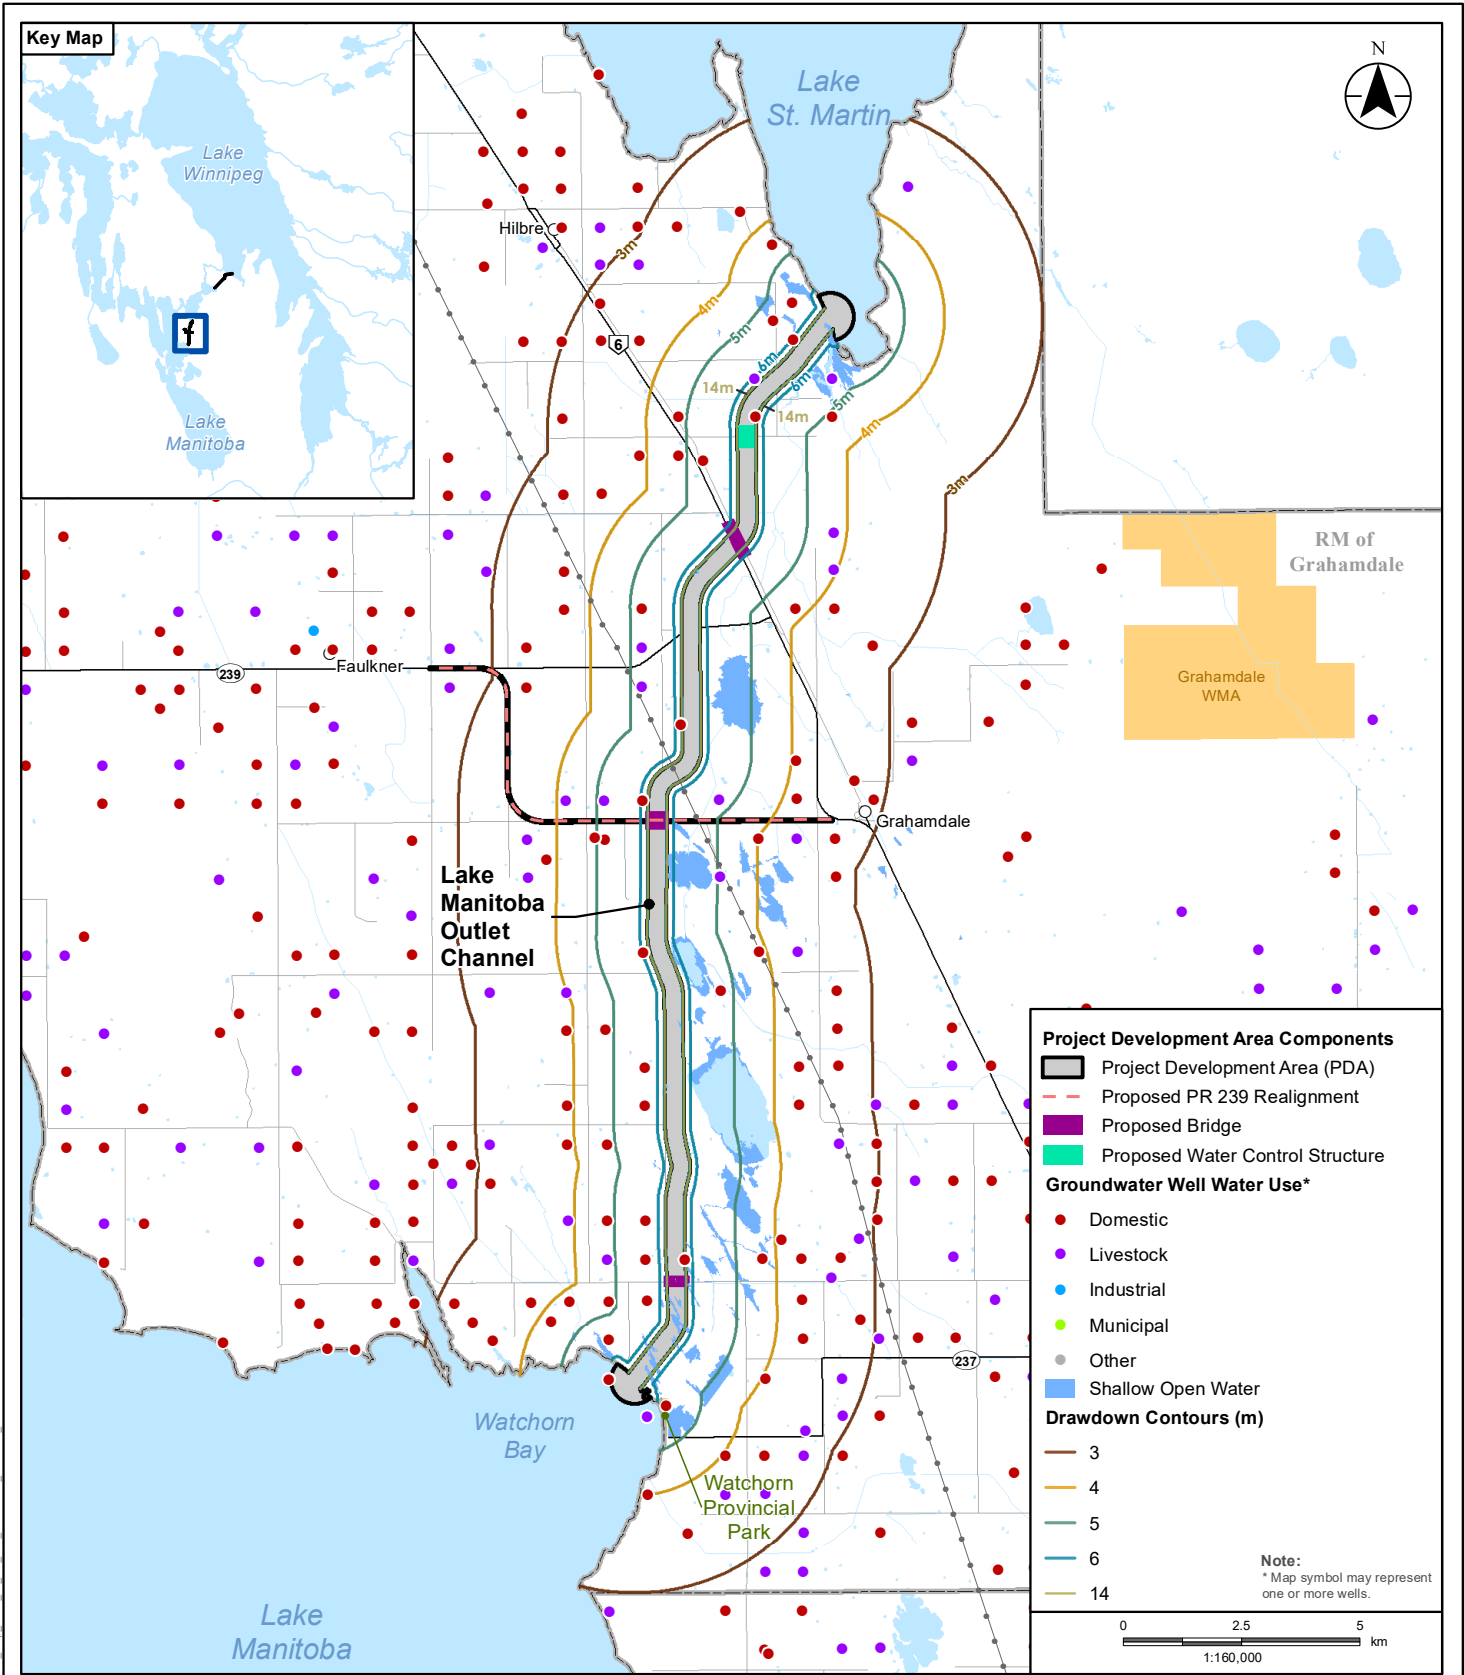 Key Map
Lake
Winnipeg
Lake
Manitoba
Lake
St. Martin
N
Hilbre
3m
4m
5m
6
6m
6m
14m
14m
5m
4m
3m
RM of
Grahamdale
Grahamdale
WMA
Faulkner
239
Grahamdale
Lake
Manitoba
Outlet
Channel
237
Watchorn
Bay
Watchorn
Provincial
Park
Lake
Manitoba
Project Development Area Components
Project Development Area (PDA)
Proposed PR 239 Realignment
Proposed Bridge
Proposed Water Control Structure
Groundwater Well Water Use*
Domestic
Livestock
Industrial
Municipal
Other
Shallow Open Water
Drawdown Contours (m)
3
4
5
6
14
Note:
* Map symbol may represent
one or more wells.
0 2.5 5
km
1:160,000